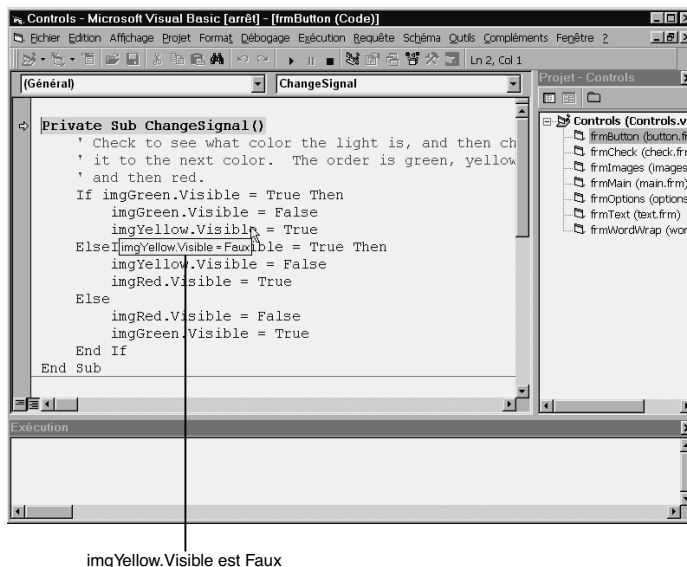 Controls - Microsoft Visual Basic [arrêt] - [frmButton (Code)]
Fichier Edition Affichage Projet Format Débogage Exécution Requête Schéma Outils Compléments Fenêtre ?
Ln 2, Col 1
(Général) ChangeSignal
Private Sub ChangeSignal()
' Check to see what color the light is, and then ch
' it to the next color. The order is green, yellow
' and then red.
If imgGreen.Visible = True Then
imgGreen.Visible = False
imgYellow.Visible = True
ElseI imgYellow.Visible = Faux ible = True Then
imgYellow.Visible = False
imgRed.Visible = True
Else
imgRed.Visible = False
imgGreen.Visible = True
End If
End Sub
Projet - Controls
Controls (Controls.v
frmButton (button.fr
frmCheck (check.frm
frmImages (images
frmMain (main.frm)
frmOptions (options
frmText (text.frm)
frmWordWrap (wor
Exécution
imgYellow.Visible est Faux